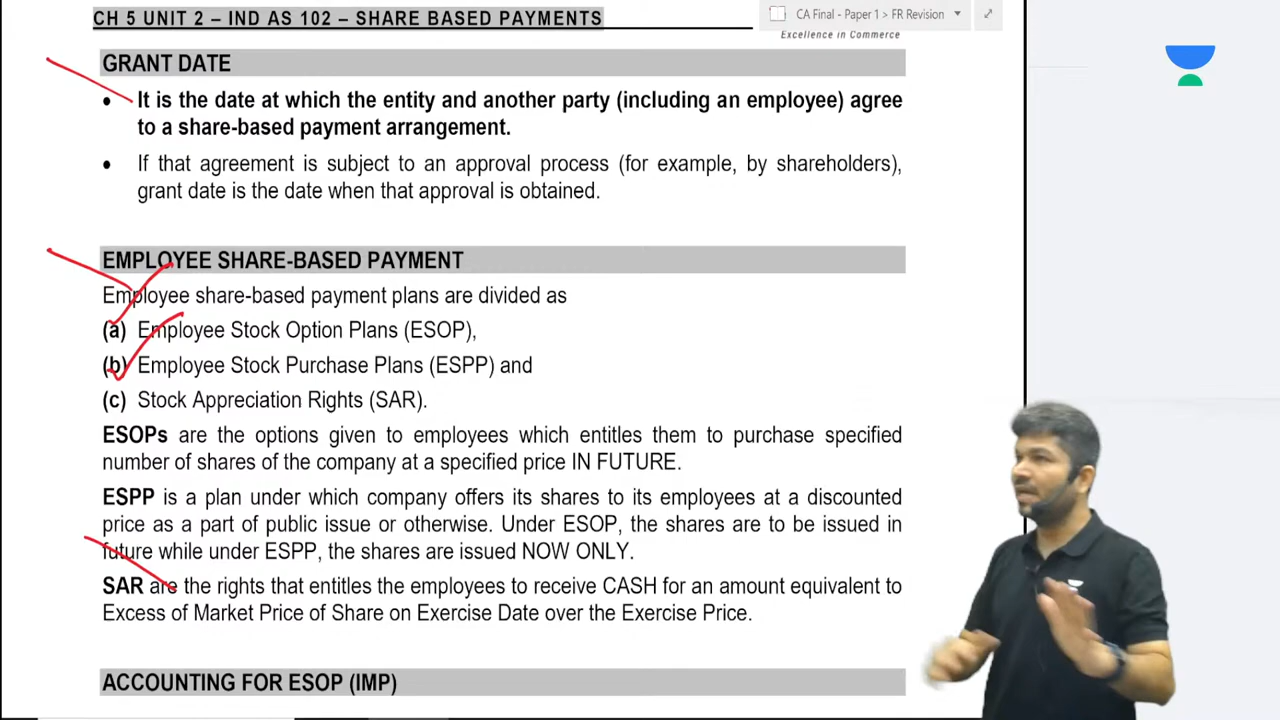 CH 5 UNIT 2 – IND AS 102 – SHARE BASED PAYMENTS
CA Final - Paper 1 > FR Revision
Excellence in Commerce
GRANT DATE
• It is the date at which the entity and another party (including an employee) agree
to a share-based payment arrangement.
• If that agreement is subject to an approval process (for example, by shareholders),
grant date is the date when that approval is obtained.
EMPLOYEE SHARE-BASED PAYMENT
Employee share-based payment plans are divided as
(a) Employee Stock Option Plans (ESOP),
(b) Employee Stock Purchase Plans (ESPP) and
(c) Stock Appreciation Rights (SAR).
ESOPs are the options given to employees which entitles them to purchase specified
number of shares of the company at a specified price IN FUTURE.
ESPP is a plan under which company offers its shares to its employees at a discounted
price as a part of public issue or otherwise. Under ESOP, the shares are to be issued in
future while under ESPP, the shares are issued NOW ONLY.
SAR are the rights that entitles the employees to receive CASH for an amount equivalent to
Excess of Market Price of Share on Exercise Date over the Exercise Price.
ACCOUNTING FOR ESOP (IMP)